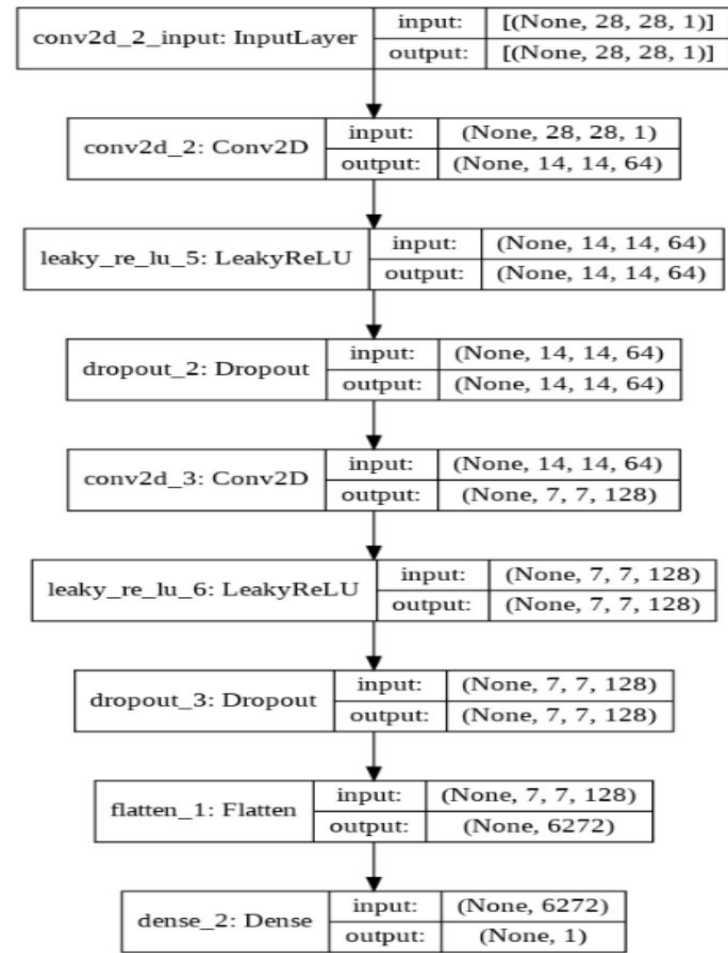 conv2d_2_input: InputLayer
input: [(None, 28, 28, 1)]
output: [(None, 28, 28, 1)]
conv2d_2: Conv2D
input: (None, 28, 28, 1)
output: (None, 14, 14, 64)
leaky_re_lu_5: LeakyReLU
input: (None, 14, 14, 64)
output: (None, 14, 14, 64)
dropout_2: Dropout
input: (None, 14, 14, 64)
output: (None, 14, 14, 64)
conv2d_3: Conv2D
input: (None, 14, 14, 64)
output: (None, 7, 7, 128)
leaky_re_lu_6: LeakyReLU
input: (None, 7, 7, 128)
output: (None, 7, 7, 128)
dropout_3: Dropout
input: (None, 7, 7, 128)
output: (None, 7, 7, 128)
flatten_1: Flatten
input: (None, 7, 7, 128)
output: (None, 6272)
dense_2: Dense
input: (None, 6272)
output: (None, 1)